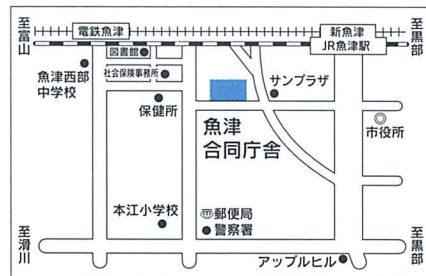 至富山
電鉄魚津
新魚津
JR魚津駅
至黒部
図書館
社会保険事務所
魚津西部
中学校
保健所
サンプラザ
市役所
魚津
合同庁舎
本江小学校
〒郵便局
警察署
至滑川
アップルヒル
至黒部